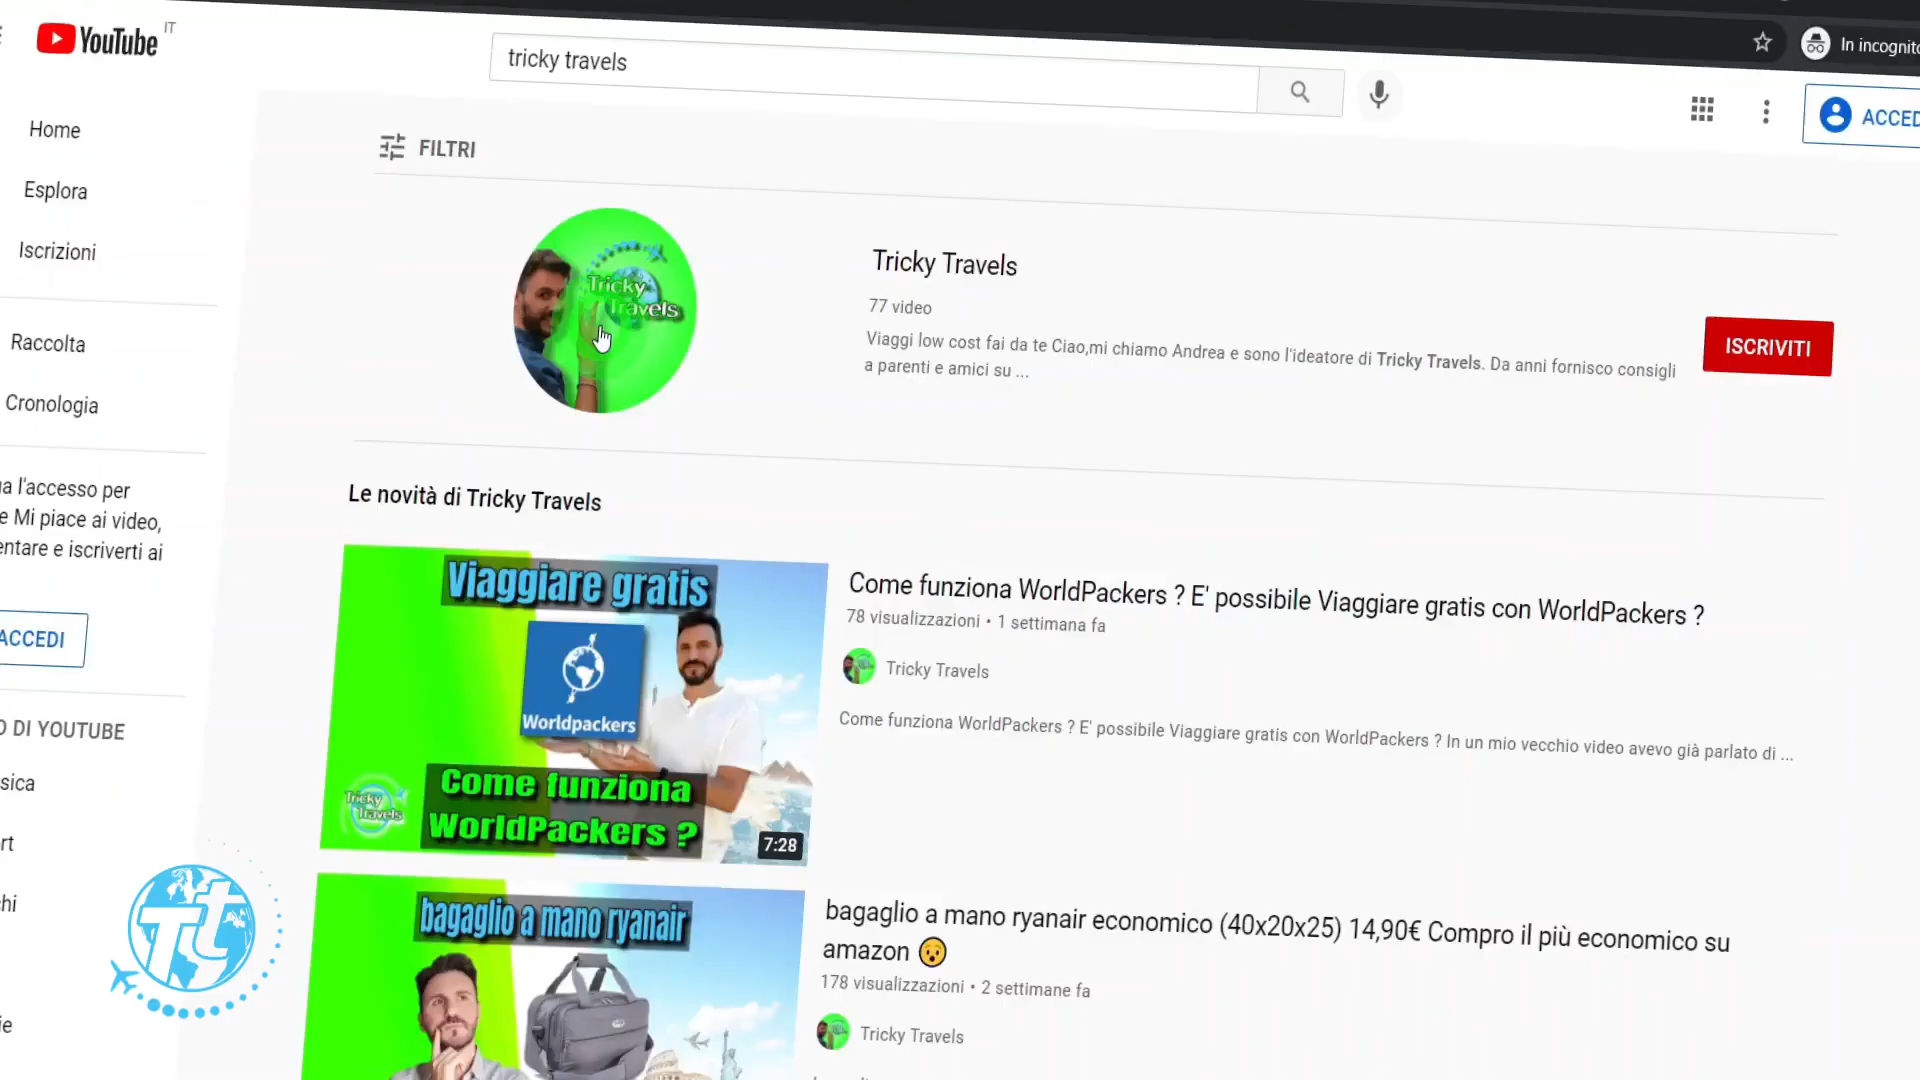 YouTube IT
tricky travels
In incognito
ACCED
Home
Esplora
Iscrizioni
Raccolta
Cronologia
a l'accesso per
e Mi piace ai video,
entare e iscriverti ai
ACCEDI
O DI YOUTUBE
sica
rt
hi
ie
FILTRI
Tricky
Travels
Tricky Travels
77 video
Viaggi low cost fai da te Ciao,mi chiamo Andrea e sono l'ideatore di Tricky Travels. Da anni fornisco consigli
a parenti e amici su ...
ISCRIVITI
Le novità di Tricky Travels
Viaggiare gratis
Worldpackers
Come funziona
WorldPackers ?
Tricky
Travels
7:28
Come funziona WorldPackers ? E' possibile Viaggiare gratis con WorldPackers ?
78 visualizzazioni • 1 settimana fa
Tricky Travels
Come funziona WorldPackers ? E' possibile Viaggiare gratis con WorldPackers ? In un mio vecchio video avevo già parlato di ...
bagaglio a mano ryanair
bagaglio a mano ryanair economico (40x20x25) 14,90€ Compro il più economico su
amazon 😯
178 visualizzazioni • 2 settimane fa
Tricky Travels
TT